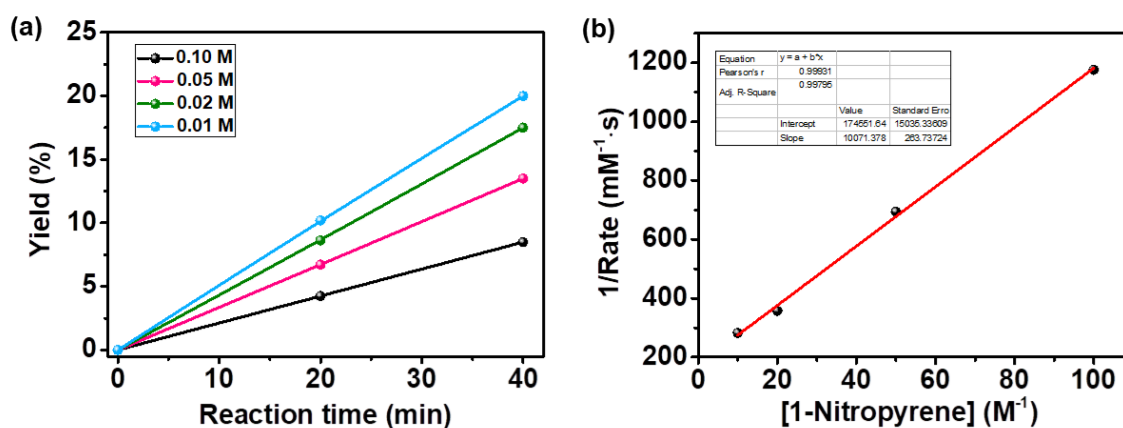 (a)
25
20
15
10
5
0
Yield (%)
0.10 M
0.05 M
0.02 M
0.01 M
0 10 20 30 40
Reaction time (min)
(b)
1200
1000
800
600
400
200
1/Rate (mM⁻¹·s)
Equation y = a + b*x
Pearson's r 0.99931
Adj. R-Square 0.99795
Value Standard Erro
Intercept 174551.64 15035.33609
Slope 10071.378 263.73724
0 20 40 60 80 100
[1-Nitropyrene] (M⁻¹)